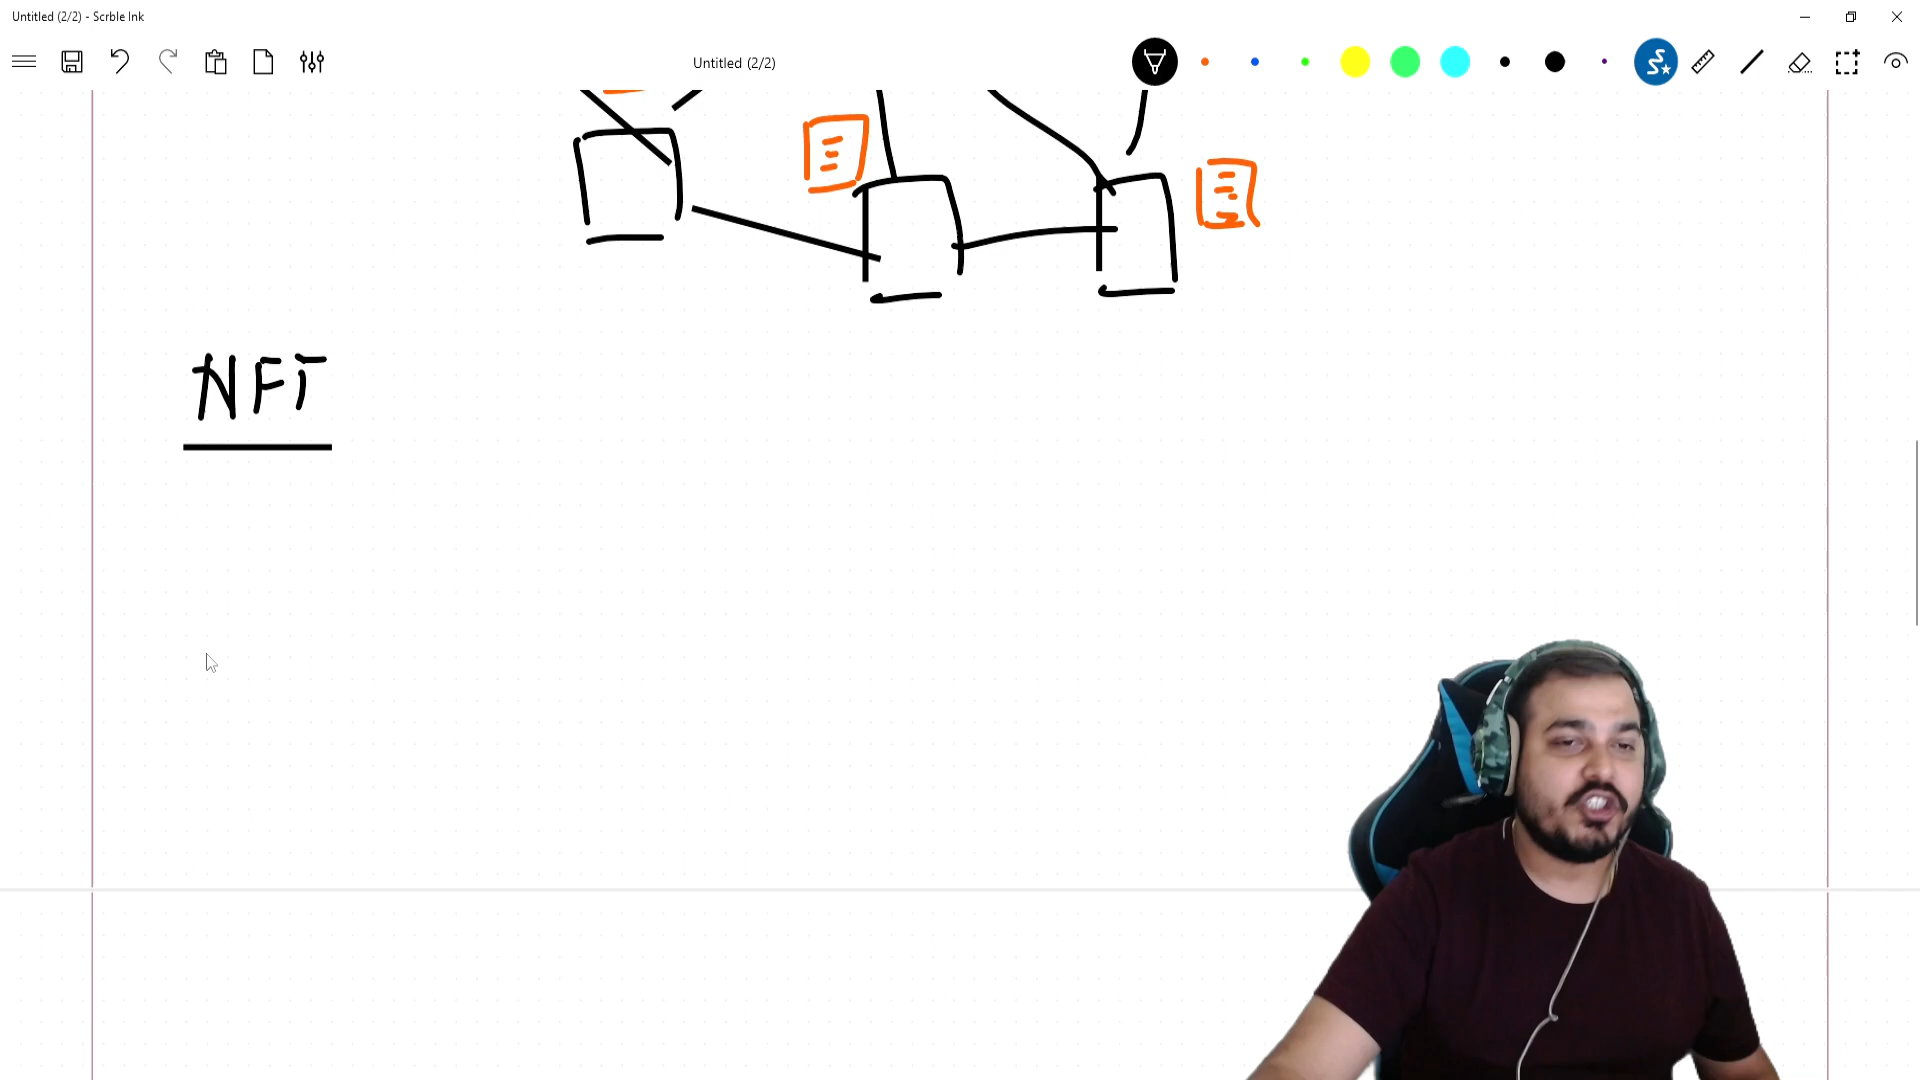 Untitled (2/2) - Scrble Ink
Untitled (2/2)
NFT